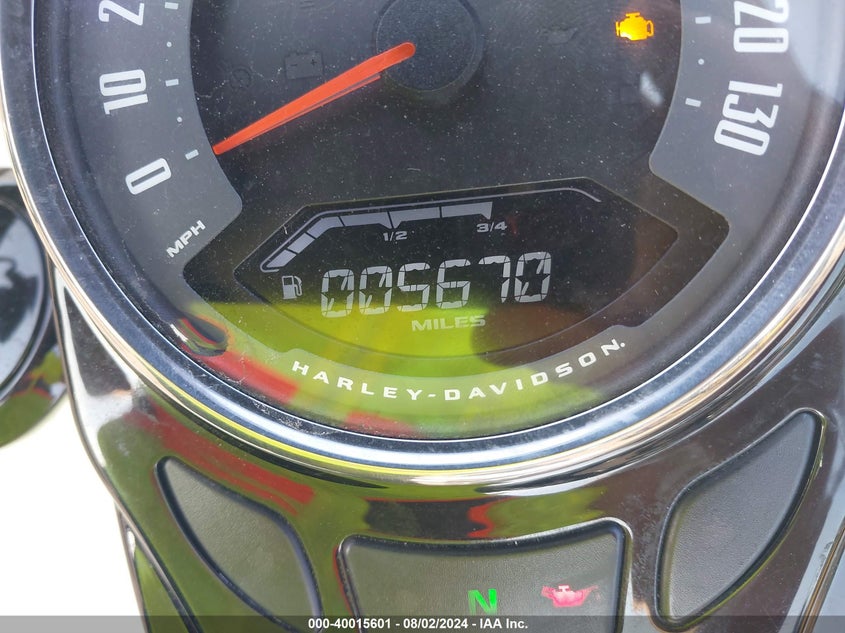 20
10
0
MPH
120
130
1/2 3/4
005670
MILES
HARLEY-DAVIDSON.
N
000-40015601 - 08/02/2024 - IAA Inc.